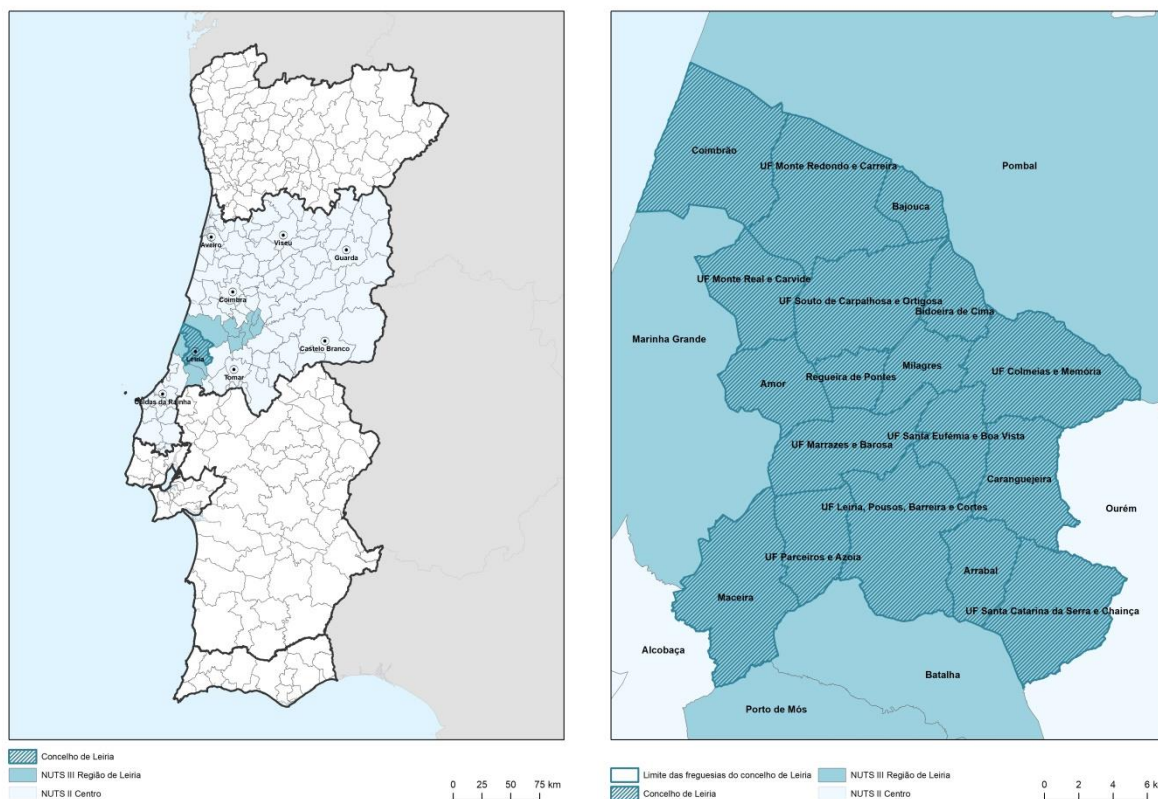 Aveiro
Viseu
Guarda
Coimbra
Leiria
Castelo Branco
Tomar
Caldas da Rainha
Concelho de Leiria
NUTS III Região de Leiria
NUTS II Centro
0 25 50 75 km
Coimbrão
UF Monte Redondo e Carreira
Pombal
Bajouca
UF Monte Real e Carvide
UF Souto de Carpalhosa e Ortigosa
Bidoeira de Cima
Marinha Grande
Milagres
UF Colmeias e Memória
Amor
Regueira de Pontes
UF Marrazes e Barosa
UF Santa Eufémia e Boa Vista
Caranguejeira
Ourém
UF Leiria, Pousos, Barreira e Cortes
UF Parceiros e Azoia
Arrabal
Maceira
UF Santa Catarina da Serra e Chainça
Alcobaça
Batalha
Porto de Mós
Limite das freguesias do concelho de Leiria
Concelho de Leiria
NUTS III Região de Leiria
NUTS II Centro
0 2 4 6 k